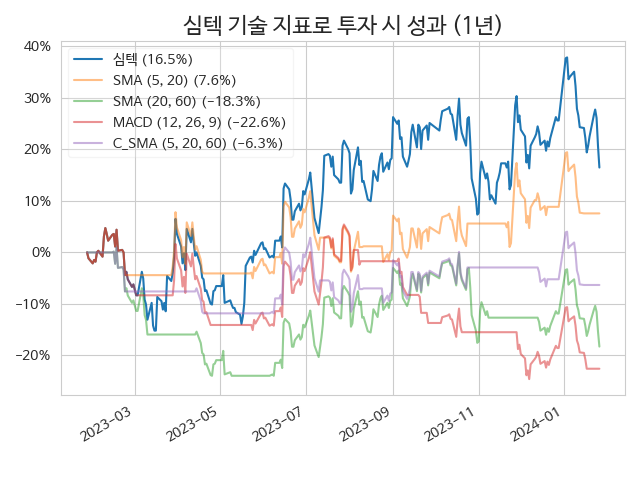 심텍 기술 지표로 투자 시 성과 (1년)
40%
30%
20%
10%
0%
−10%
−20%
심텍 (16.5%)
SMA (5, 20) (7.6%)
SMA (20, 60) (−18.3%)
MACD (12, 26, 9) (−22.6%)
C_SMA (5, 20, 60) (−6.3%)
2023−03
2023−05
2023−07
2023−09
2023−11
2024−01